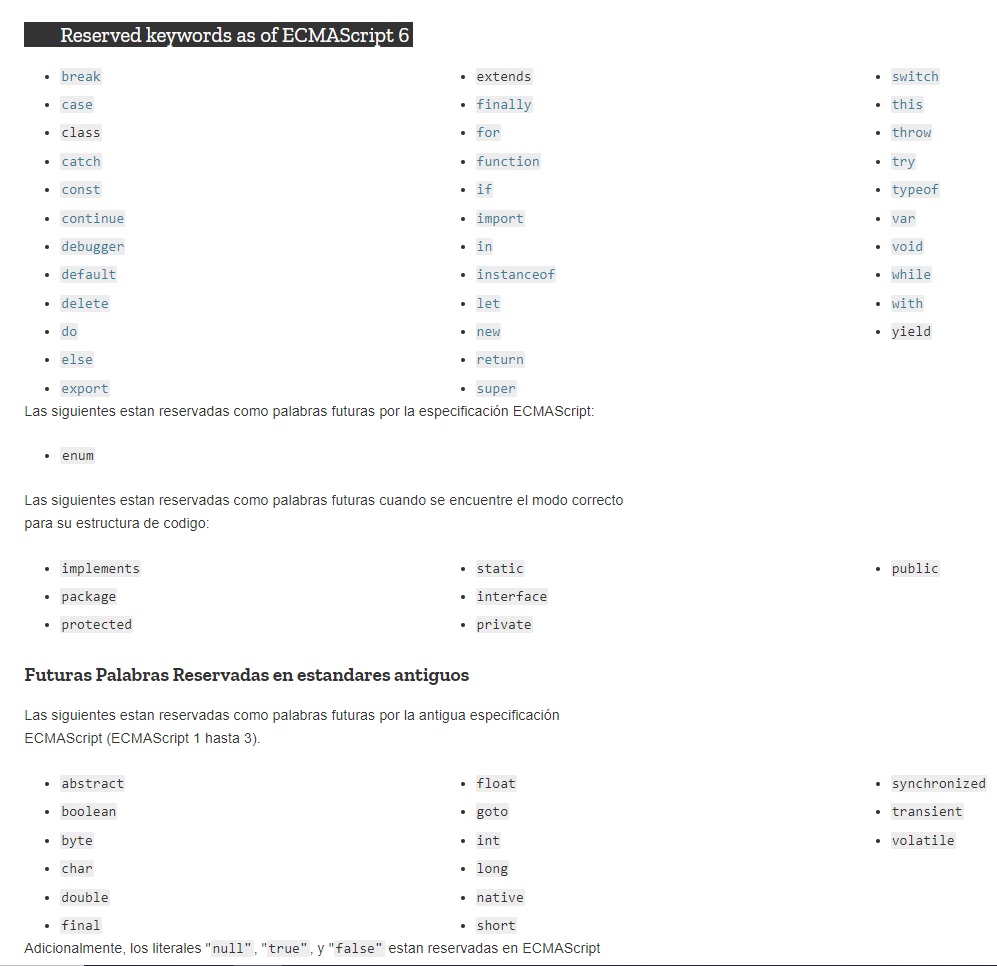 Reserved keywords as of ECMAScript 6
break
case
class
catch
const
continue
debugger
default
delete
do
else
export
extends
finally
for
function
if
import
in
instanceof
let
new
return
super
switch
this
throw
try
typeof
var
void
while
with
yield
Las siguientes estan reservadas como palabras futuras por la especificación ECMAScript:
enum
Las siguientes estan reservadas como palabras futuras cuando se encuentre el modo correcto
para su estructura de codigo:
implements
package
protected
static
interface
private
public
Futuras Palabras Reservadas en estandares antiguos
Las siguientes estan reservadas como palabras futuras por la antigua especificación
ECMAScript (ECMAScript 1 hasta 3).
abstract
boolean
byte
char
double
final
float
goto
int
long
native
short
synchronized
transient
volatile
Adicionalmente, los literales "null", "true", y "false" estan reservadas en ECMAScript